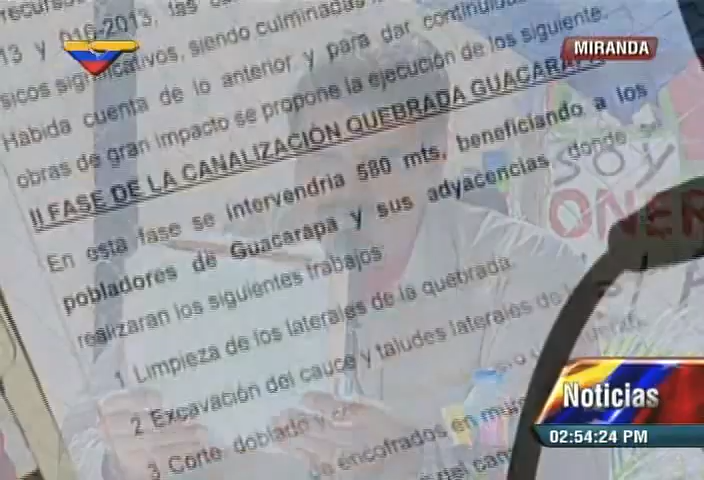 recursos
2013, las
13 y 016-2013,
sicos significativos, siendo culminadas
Habida cuenta de lo anterior y para dar
obras de gran impacto se propone la ejecución de los siguiente.
II FASE DE LA CANALIZACIÓN QUEBRADA GUACARAPA
En esta fase se intervendria 580 mts, beneficiando a los
pobladores de Guacarapa y sus adyacencias, donde
realizaran los siguientes trabajos
1 Limpieza de los laterales de la quebrada.
2 Excavación del cauce y taludes laterales de
3 Corte, doblado y
encofrados en
MIRANDA
SOY
ONER
Noticias
02:54:24 PM